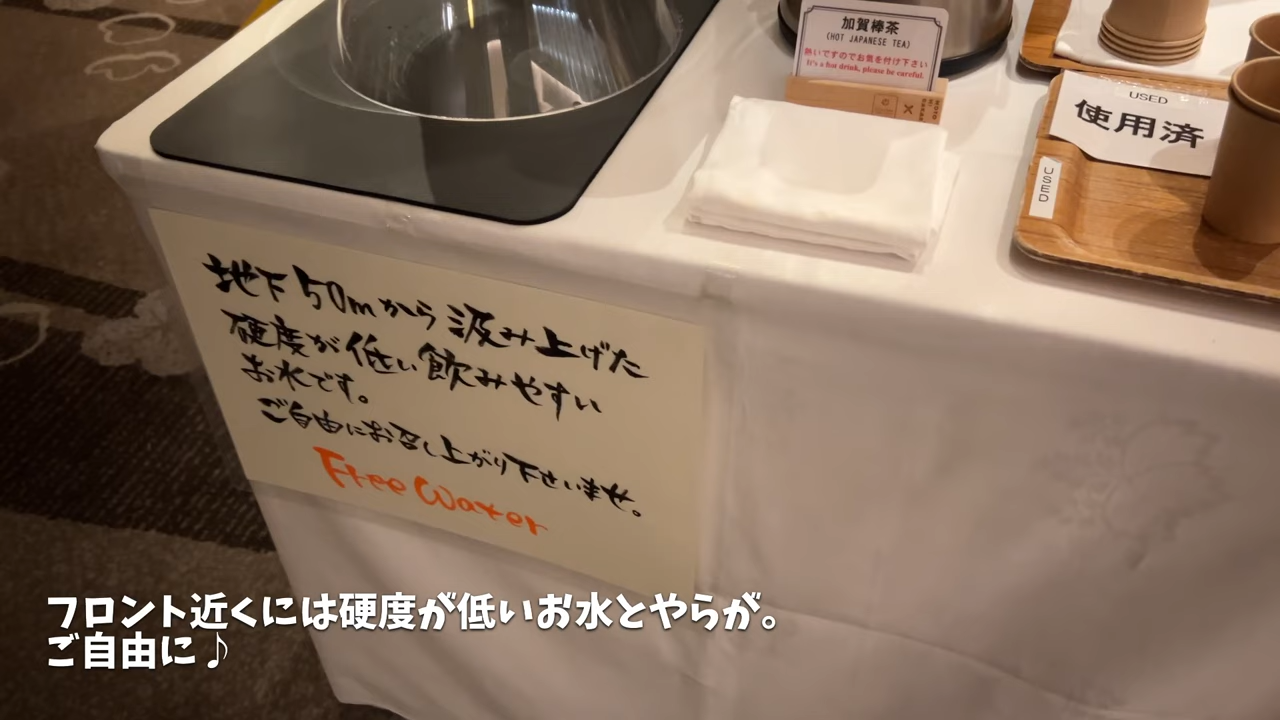 加賀棒茶
(HOT JAPANESE TEA)
熱いですのでお気を付け下さい
It's a hot drink, please be careful.
USED
使用済
USED
地下50mから汲み上げた
硬度が低い飲みやすい
お水です。
ご自由にお召し上がり下さいませ。
Free Water
フロント近くには硬度が低いお水とやらが。
ご自由に♪